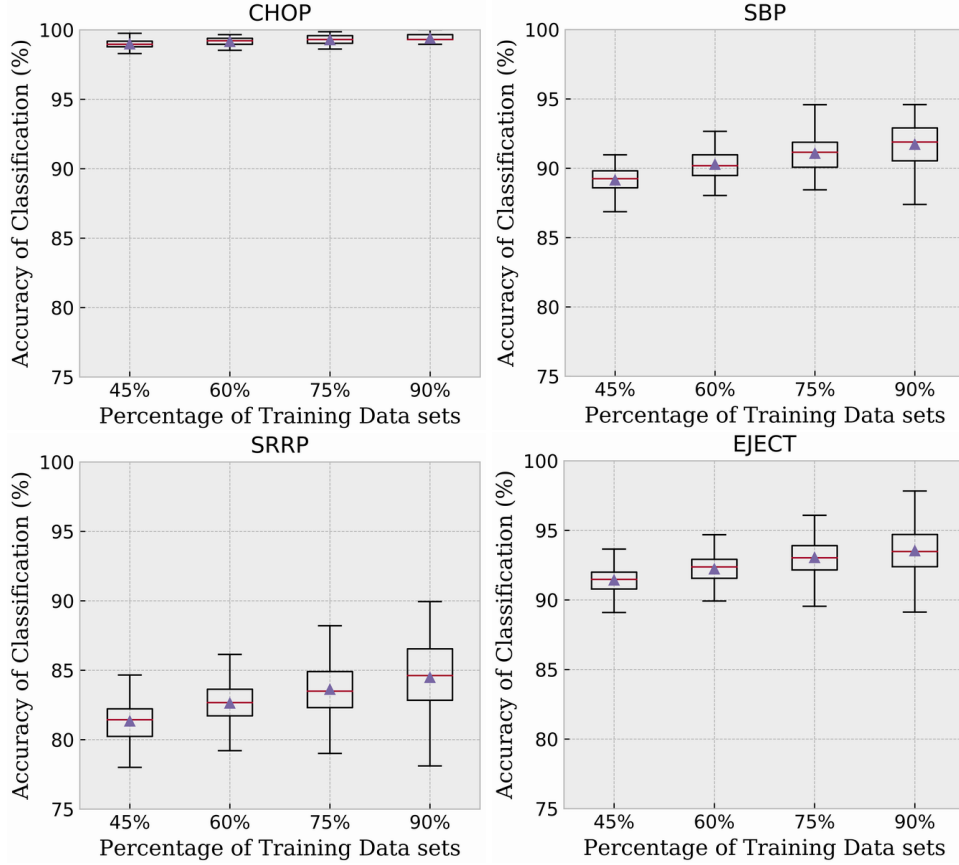 CHOP
Accuracy of Classification (%)
100
95
90
85
80
75
45% 60% 75% 90%
Percentage of Training Data sets
SBP
Accuracy of Classification (%)
100
95
90
85
80
75
45% 60% 75% 90%
Percentage of Training Data sets
SRRP
Accuracy of Classification (%)
100
95
90
85
80
75
45% 60% 75% 90%
Percentage of Training Data sets
EJECT
Accuracy of Classification (%)
100
95
90
85
80
75
45% 60% 75% 90%
Percentage of Training Data sets